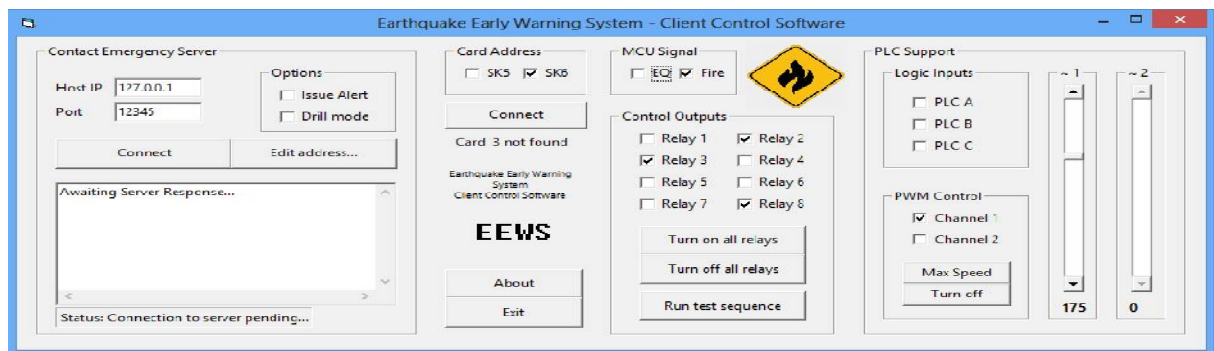 Earthquake Early Warning System - Client Control Software
Contact Emergency Server
Host IP 127.0.0.1
Port 12345
Options
Issue Alert
Drill mode
Connect
Edit address...
Awaiting Server Response...
Status: Connection to server pending...
Card Address
SK5 SK6
Connect
Card 3 not found
Earthquake Early Warning
System
Client Control Software
EEWS
About
Exit
MCU Signal
EQ Fire
Control Outputs
Relay 1 Relay 2
Relay 3 Relay 4
Relay 5 Relay 6
Relay 7 Relay 8
Turn on all relays
Turn off all relays
Run test sequence
PLC Support
Logic Inputs
PLC A
PLC B
PLC C
PWM Control
Channel 1
Channel 2
Max Speed
Turn off
~ 1
175
~ 2
0